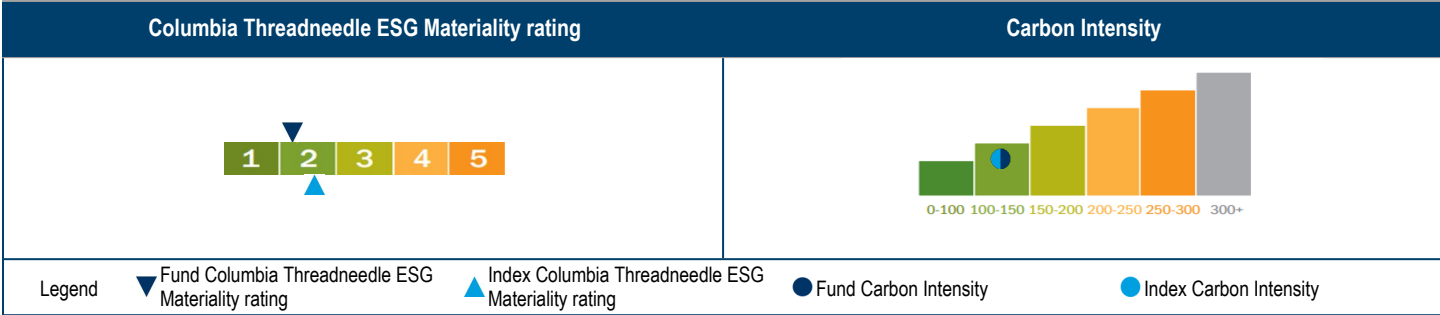 Columbia Threadneedle ESG Materiality rating
Carbon Intensity
1 2 3 4 5
0-100 100-150 150-200 200-250 250-300 300+
Legend
Fund Columbia Threadneedle ESG
Materiality rating
Index Columbia Threadneedle ESG
Materiality rating
Fund Carbon Intensity
Index Carbon Intensity